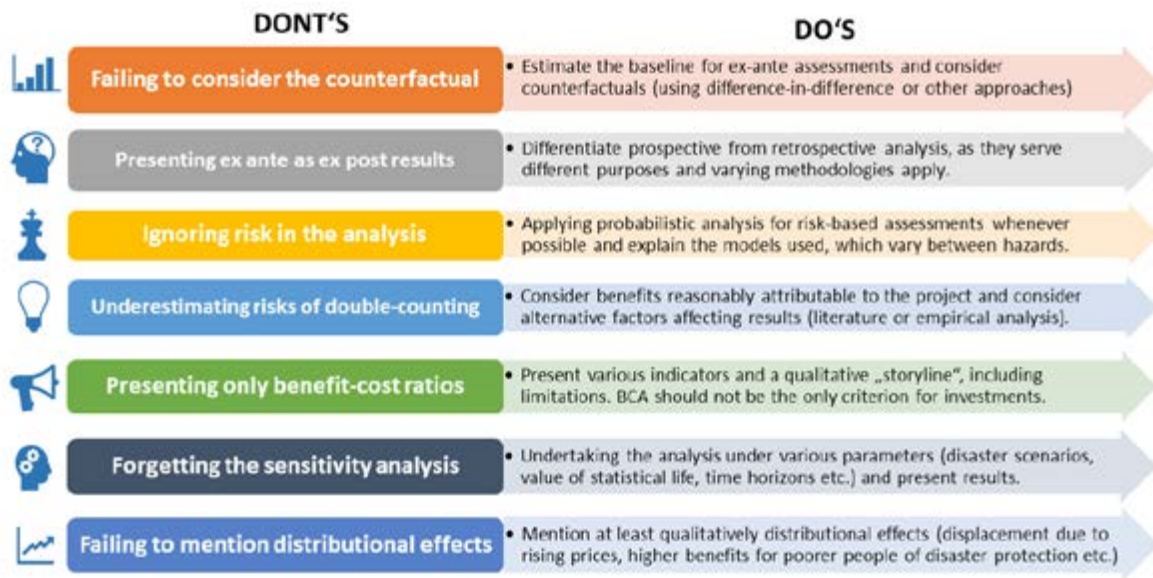 DONT'S
DO'S
Failing to consider the counterfactual
• Estimate the baseline for ex-ante assessments and consider
counterfactuals (using difference-in-difference or other approaches)
Presenting ex ante as ex post results
• Differentiate prospective from retrospective analysis, as they serve
different purposes and varying methodologies apply.
Ignoring risk in the analysis
• Applying probabilistic analysis for risk-based assessments whenever
possible and explain the models used, which vary between hazards.
Underestimating risks of double-counting
• Consider benefits reasonably attributable to the project and consider
alternative factors affecting results (literature or empirical analysis).
Presenting only benefit-cost ratios
• Present various indicators and a qualitative „storyline“, including
limitations. BCA should not be the only criterion for investments.
Forgetting the sensitivity analysis
• Undertaking the analysis under various parameters (disaster scenarios,
value of statistical life, time horizons etc.) and present results.
Failing to mention distributional effects
• Mention at least qualitatively distributional effects (displacement due to
rising prices, higher benefits for poorer people of disaster protection etc.)